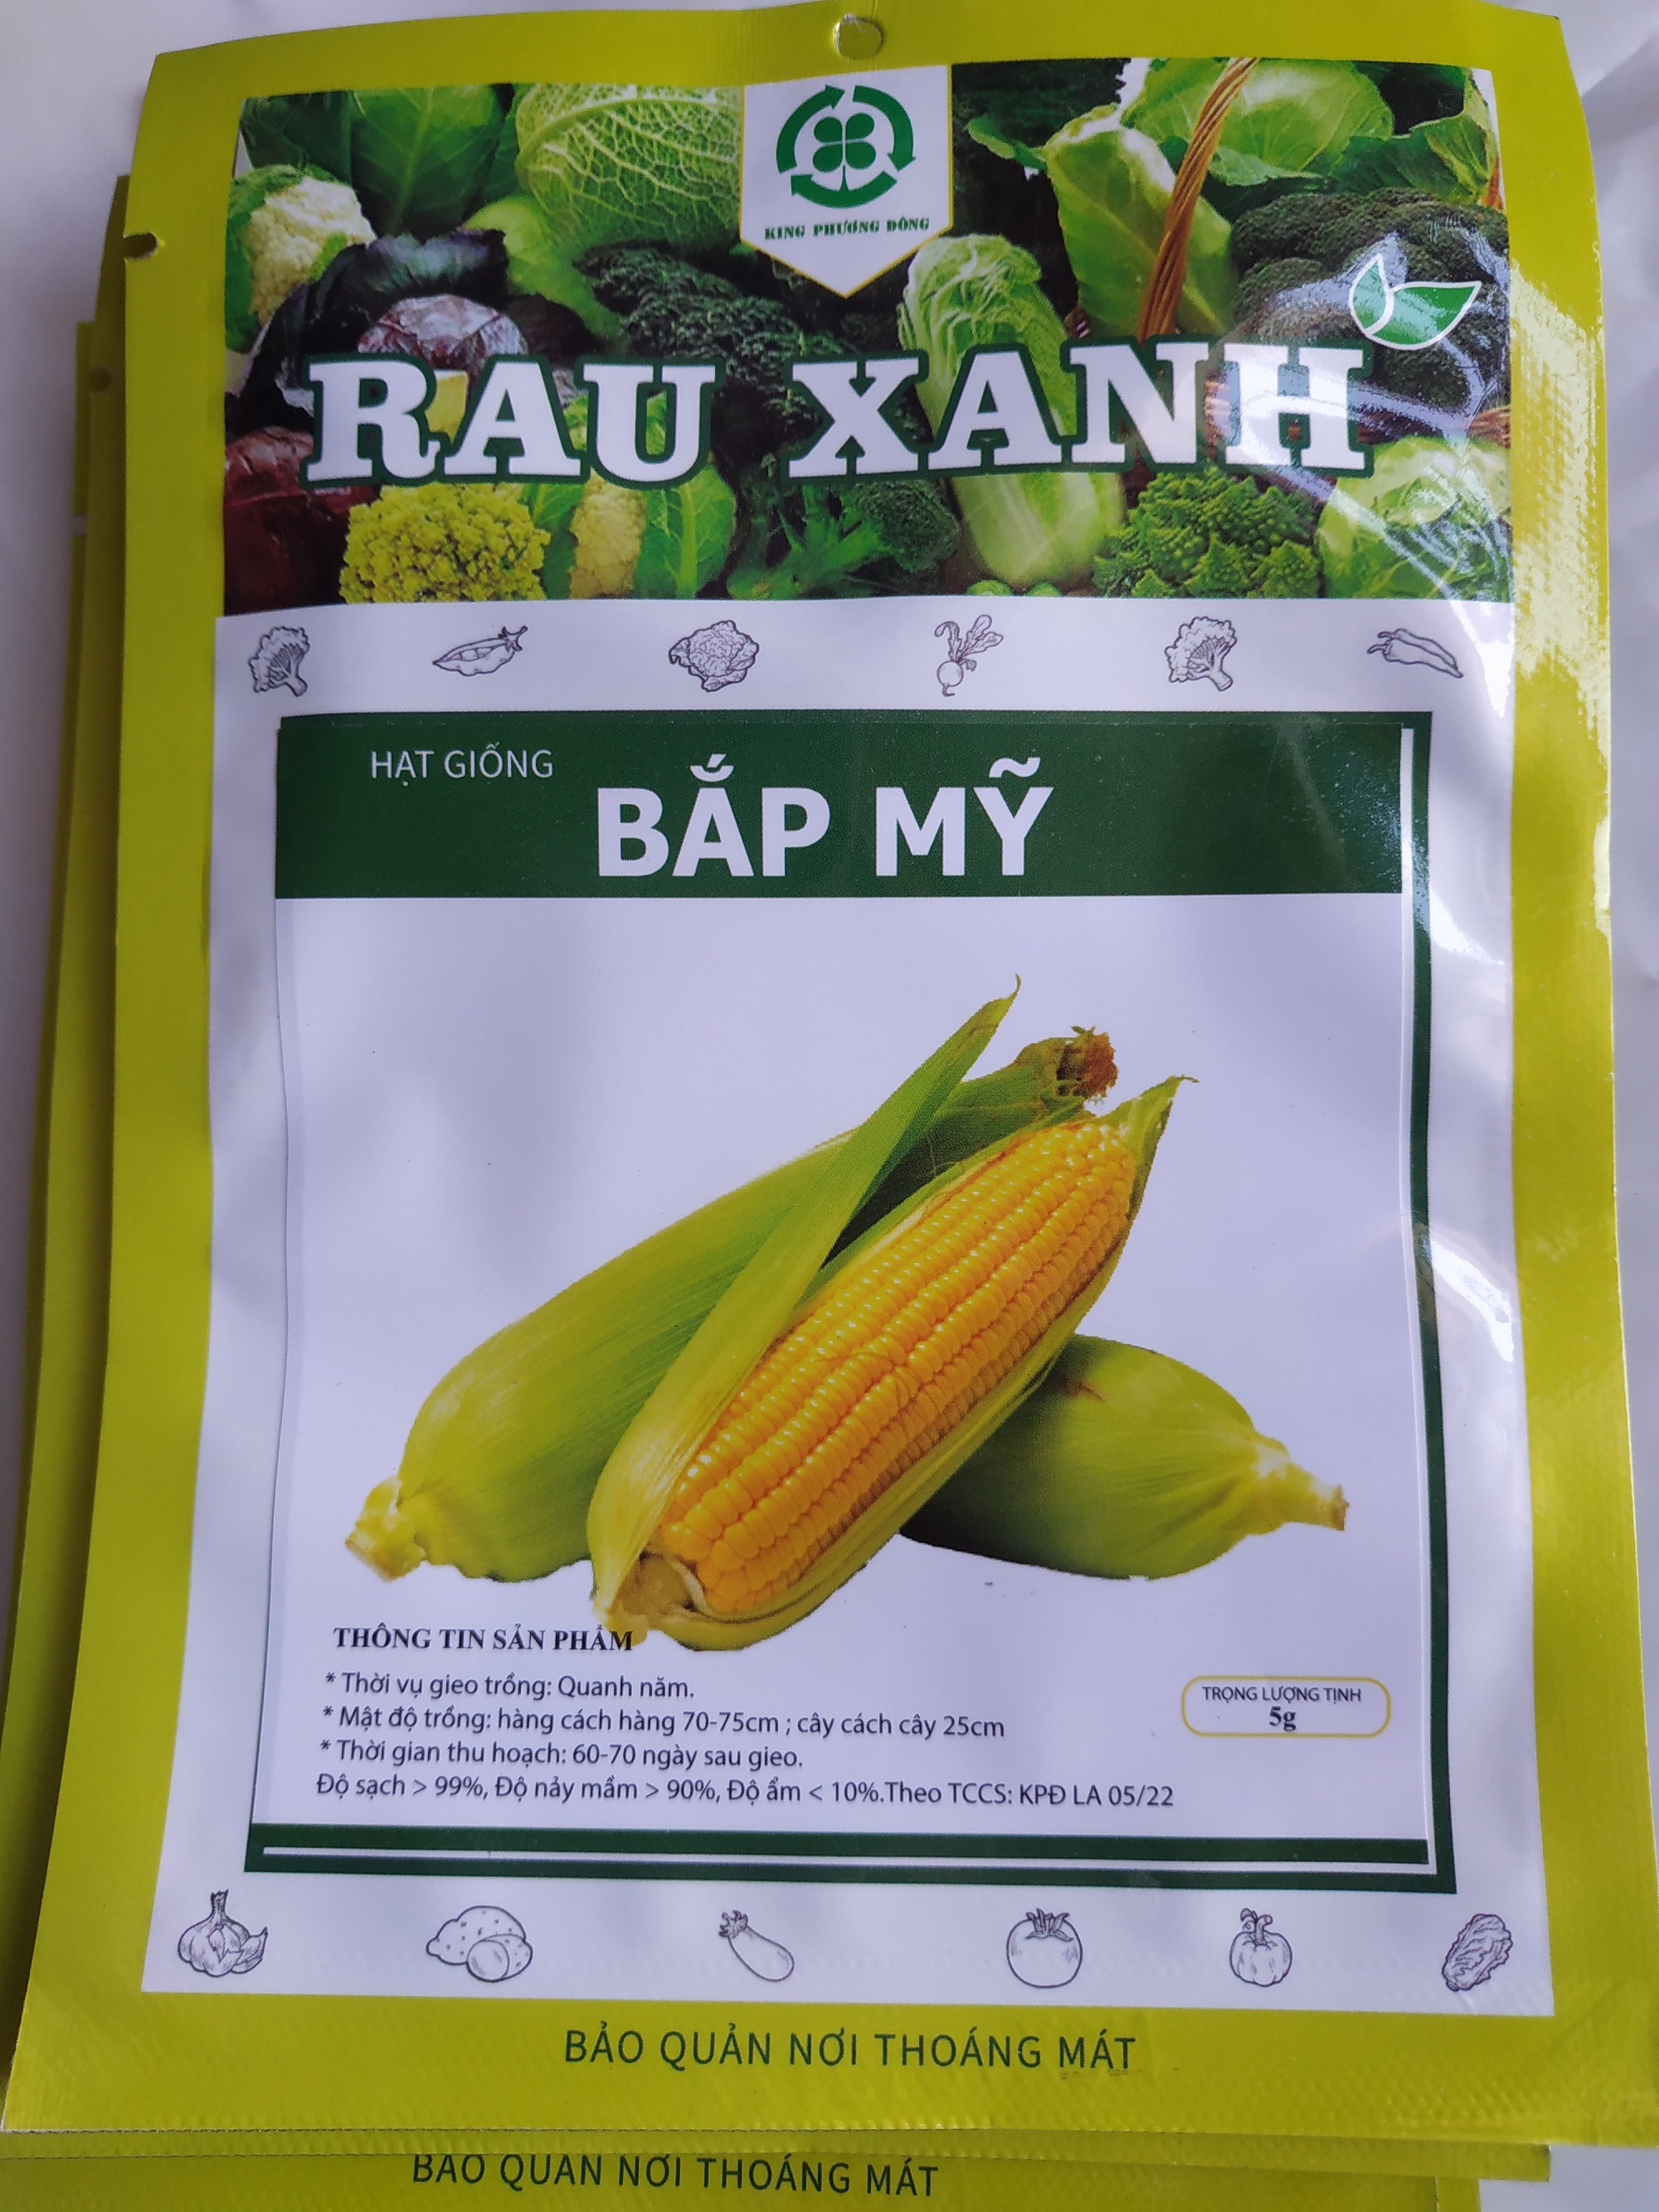 KING PHƯƠNG ĐÔNG
RAU XANH
HẠT GIỐNG
BẮP MỸ
THÔNG TIN SẢN PHẨM
* Thời vụ gieo trồng: Quanh năm.
* Mật độ trồng: hàng cách hàng 70-75cm ; cây cách cây 25cm
* Thời gian thu hoạch: 60-70 ngày sau gieo.
Độ sạch > 99%, Độ nảy mầm > 90%, Độ ẩm < 10%.Theo TCCS: KPĐ LA 05/22
TRỌNG LƯỢNG TỊNH
5g
BẢO QUẢN NƠI THOÁNG MÁT
BẢO QUẢN NƠI THOÁNG MÁT